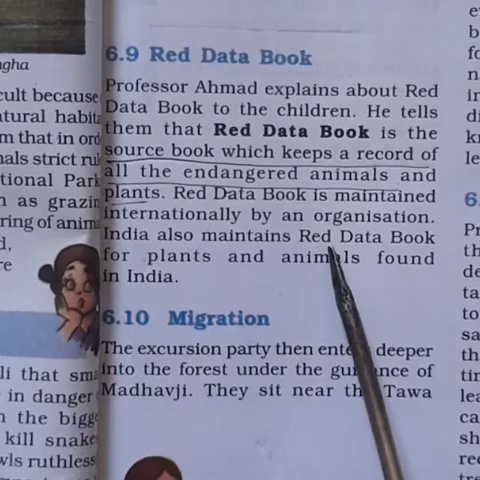 ngha
cult because
atural habita
m that in ord
nals strict rul
tional Park
n as grazin
ring of anim
d,
re
li that sma
in danger
n the bigge
kill snake
wls ruthless
6.9 Red Data Book
Professor Ahmad explains about Red
Data Book to the children. He tells
them that Red Data Book is the
source book which keeps a record of
all the endangered animals and
plants. Red Data Book is maintained
internationally by an organisation.
India also maintains Red Data Book
for plants and animals found
in India.
6.10 Migration
The excursion party then enters deeper
into the forest under the guidance of
Madhavji. They sit near the Tawa